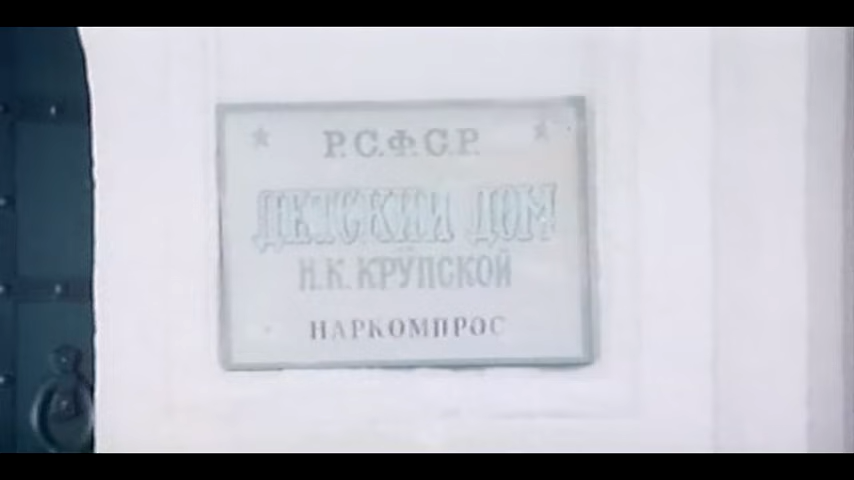 Р.С.Ф.С.Р.
ДЕТСКИЙ ДОМ
Н.К. КРУПСКОЙ
НАРКОМПРОС